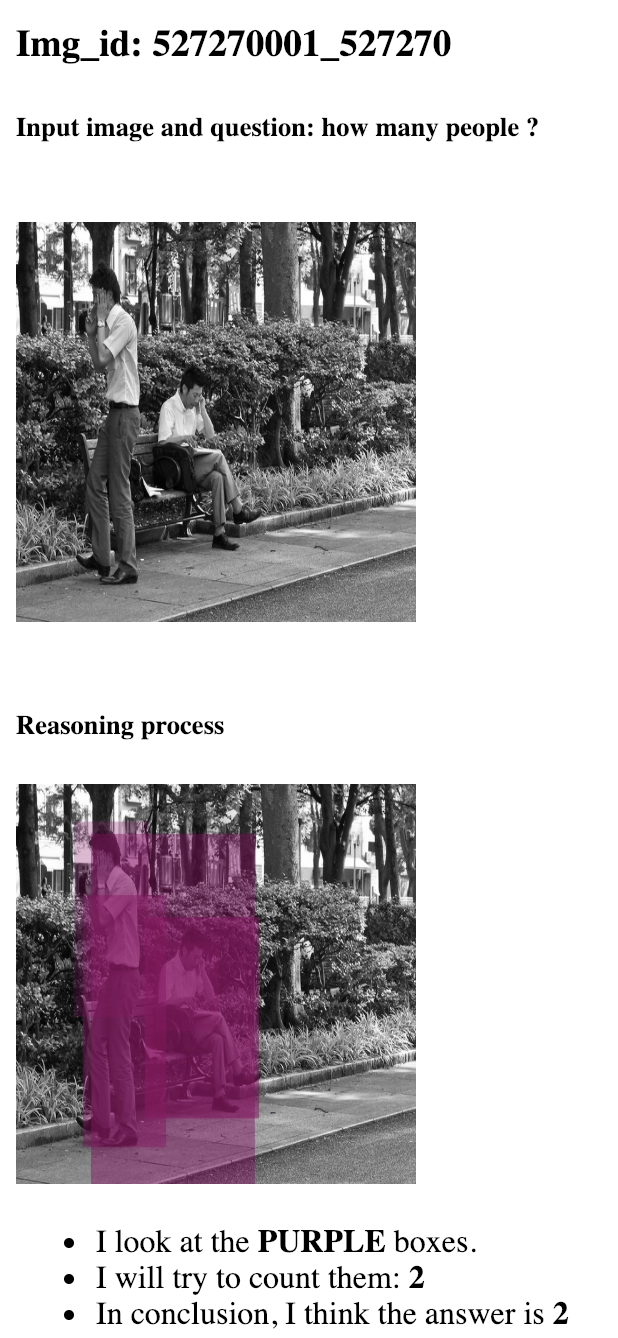 Img_id: 527270001_527270
Input image and question: how many people ?
Reasoning process
• I look at the PURPLE boxes.
• I will try to count them: 2
• In conclusion, I think the answer is 2